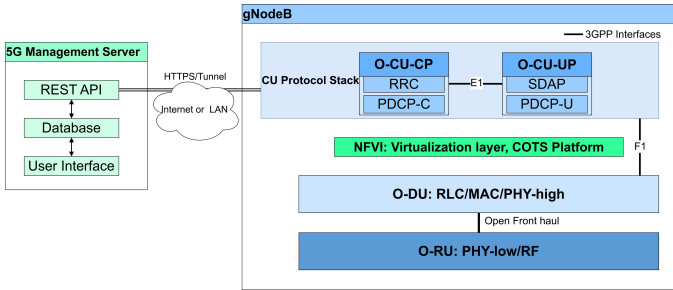 gNodeB
3GPP Interfaces
5G Management Server
REST API
Database
User Interface
HTTPS/Tunnel
Internet or LAN
CU Protocol Stack
O-CU-CP
RRC
PDCP-C
E1
O-CU-UP
SDAP
PDCP-U
NFVI: Virtualization layer, COTS Platform
F1
O-DU: RLC/MAC/PHY-high
Open Front haul
O-RU: PHY-low/RF